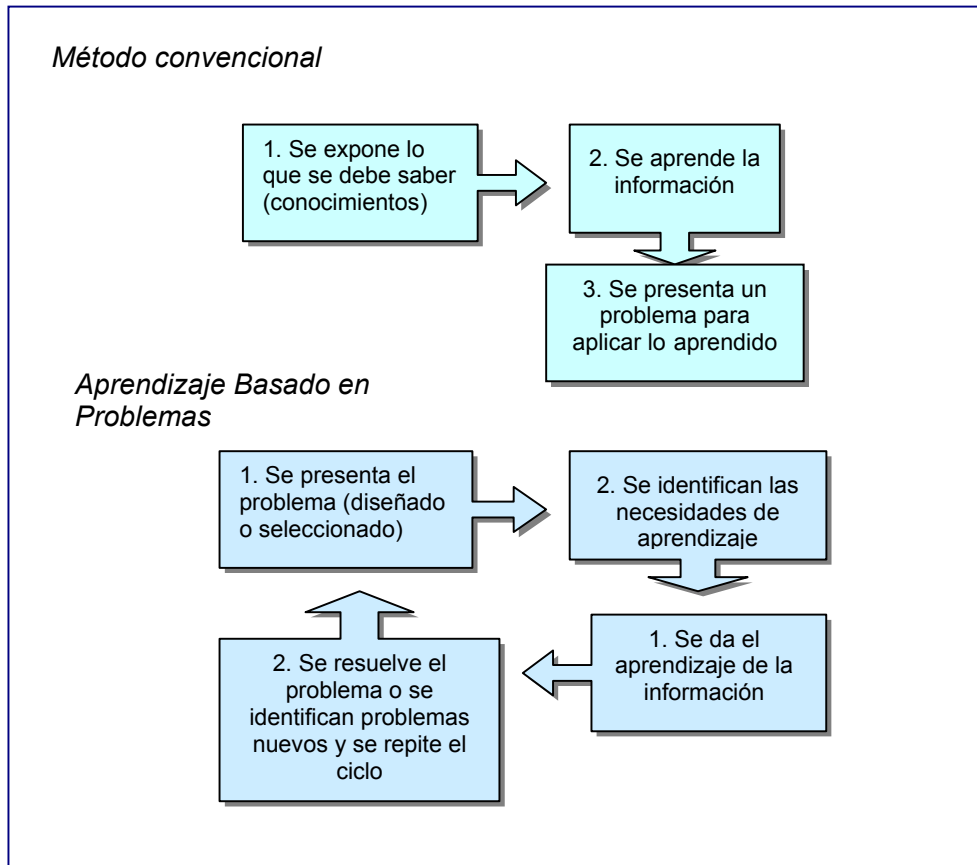 Método convencional
1. Se expone lo
que se debe saber
(conocimientos)
2. Se aprende la
información
3. Se presenta un
problema para
aplicar lo aprendido
Aprendizaje Basado en
Problemas
1. Se presenta el
problema (diseñado
o seleccionado)
2. Se identifican las
necesidades de
aprendizaje
1. Se da el
aprendizaje de la
información
2. Se resuelve el
problema o se
identifican problemas
nuevos y se repite el
ciclo